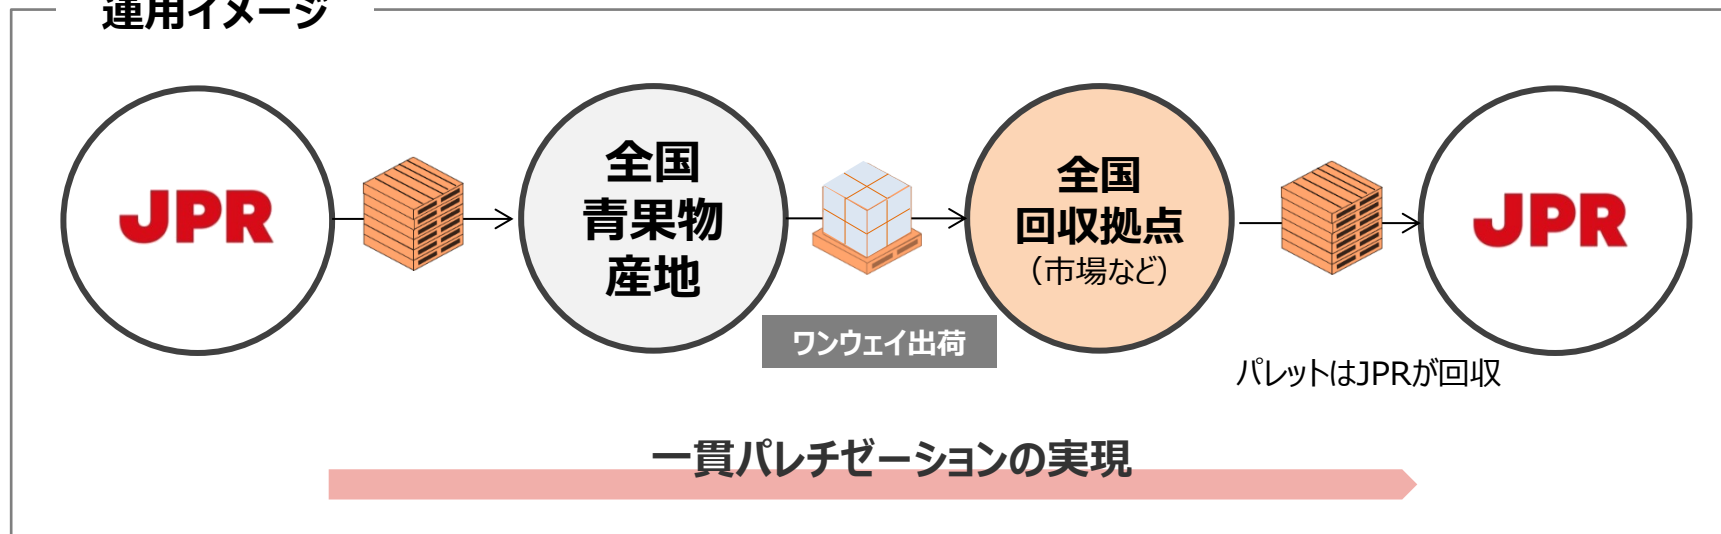 運用イメージ
JPR
全国
青果物
産地
ワンウェイ出荷
全国
回収拠点
（市場など）
JPR
パレットはJPRが回収
一貫パレチゼーションの実現